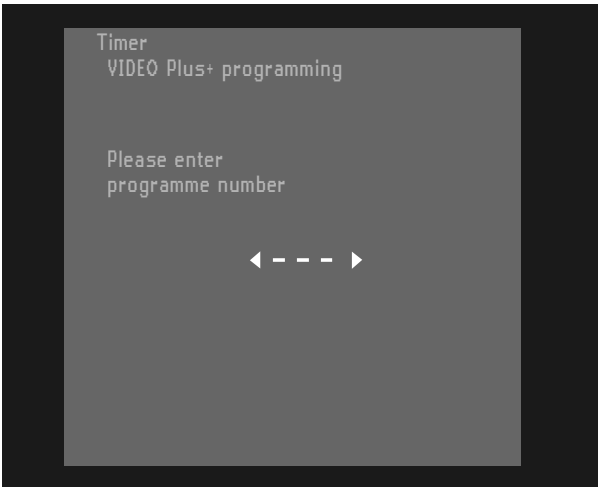 Timer
VIDEO Plus+ programming
Please enter
programme number
◀ – – – ▶